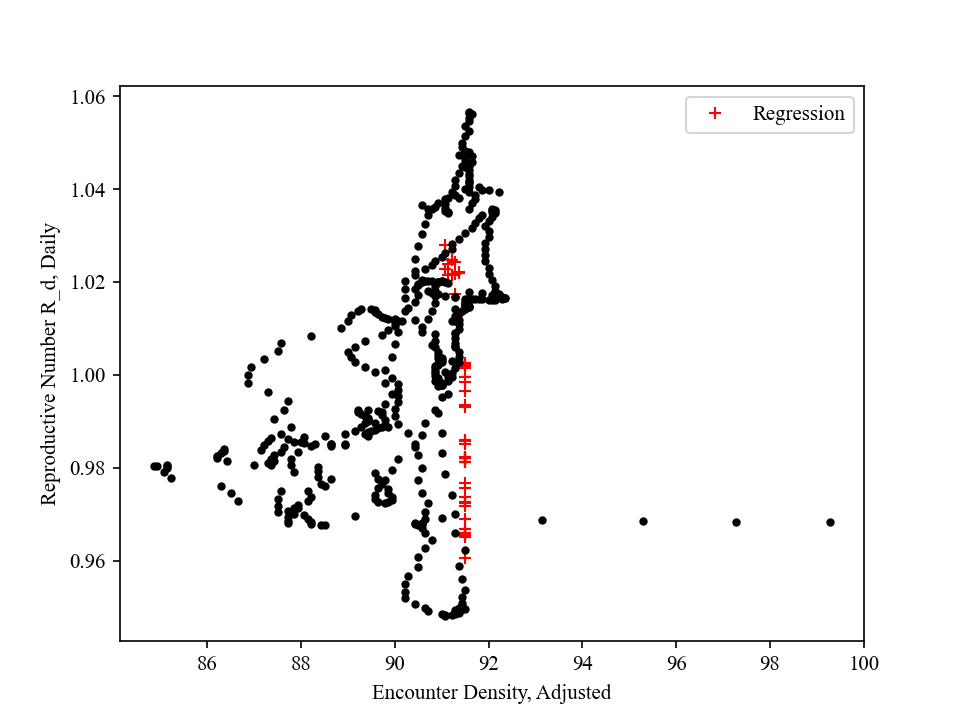 1.06
Regression
1.04
1.02
1.00
0.98
0.96
Reproductive Number R_d, Daily
86 88 90 92 94 96 98 100
Encounter Density, Adjusted